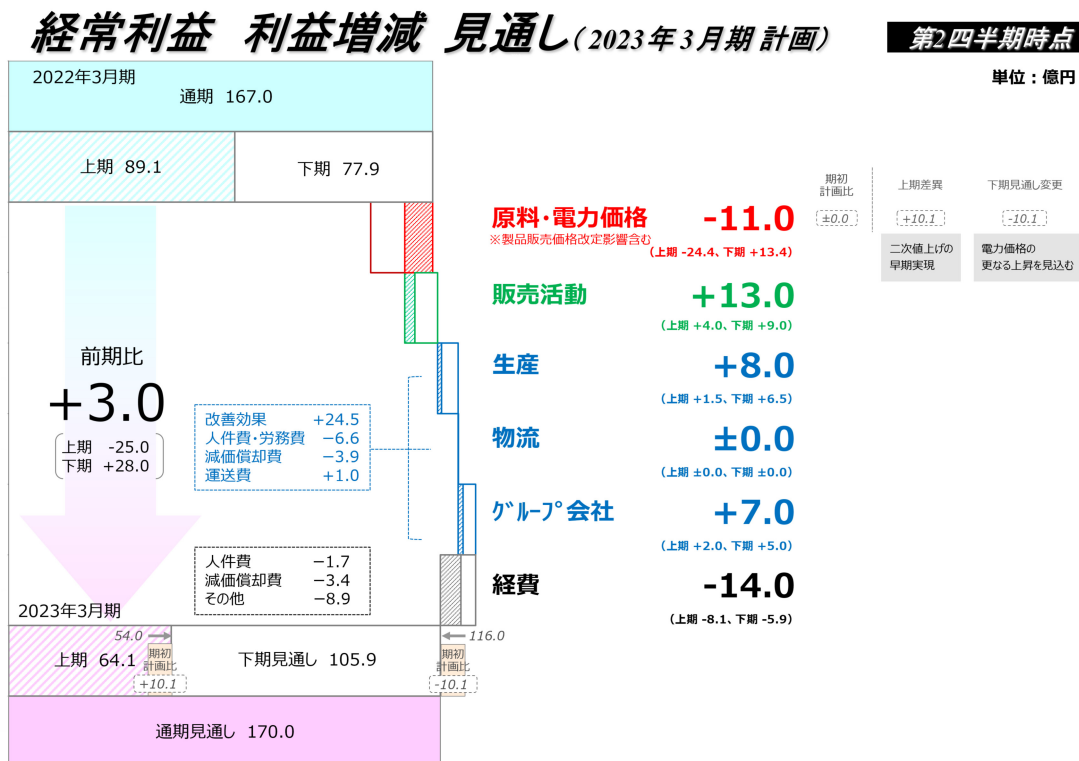 経常利益 利益増減 見通し(2023年3月期 計画)
第2四半期時点
単位:億円
2022年3月期
通期 167.0
上期 89.1
下期 77.9
期初
計画比
上期差異
下期見通し変更
±0.0
+10.1
-10.1
二次値上げの
早期実現
電力価格の
更なる上昇を見込む
原料・電力価格 -11.0
※製品販売価格改定影響含む
(上期 -24.4、下期 +13.4)
販売活動 +13.0
(上期 +4.0、下期 +9.0)
生産 +8.0
(上期 +1.5、下期 +6.5)
物流 ±0.0
(上期 ±0.0、下期 ±0.0)
グループ会社 +7.0
(上期 +2.0、下期 +5.0)
経費 -14.0
(上期 -8.1、下期 -5.9)
前期比
+3.0
上期 -25.0
下期 +28.0
改善効果 +24.5
人件費・労務費 −6.6
減価償却費 −3.9
運送費 +1.0
人件費 −1.7
減価償却費 −3.4
その他 −8.9
2023年3月期
54.0
116.0
上期 64.1
期初
計画比
+10.1
下期見通し 105.9
期初
計画比
-10.1
通期見通し 170.0